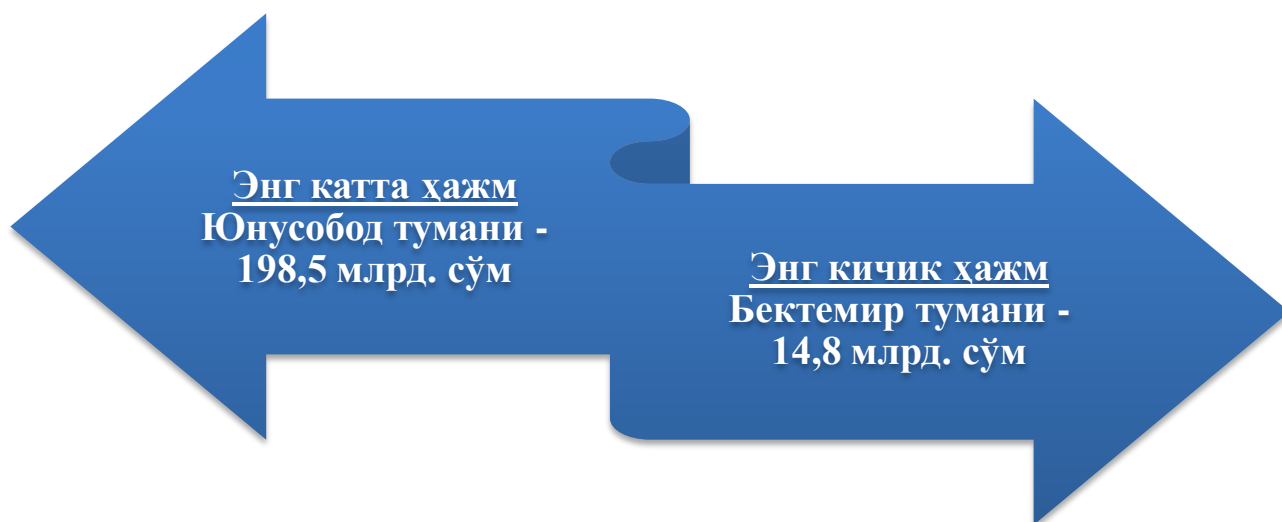 Энг катта ҳажм
Юнусобод тумани -
198,5 млрд. сўм
Энг кичик ҳажм
Бектемир тумани -
14,8 млрд. сўм